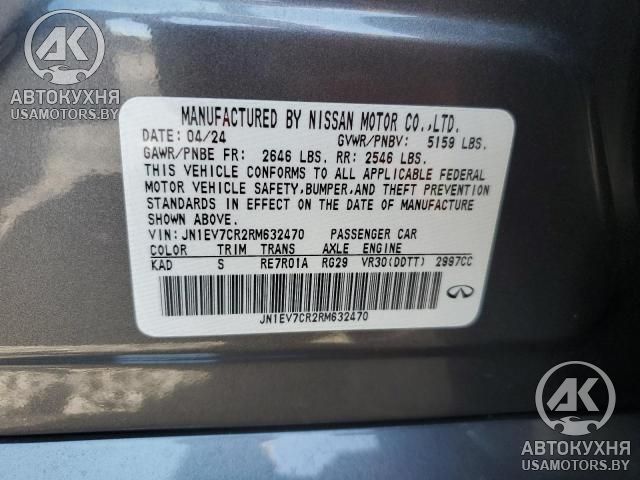 AK
АВТОКУХНЯ
USAMOTORS.BY
MANUFACTURED BY NISSAN MOTOR CO.,LTD.
DATE: 04/24 GVWR/PNBV: 5159 LBS.
GAWR/PNBE FR: 2646 LBS. RR: 2546 LBS.
THIS VEHICLE CONFORMS TO ALL APPLICABLE FEDERAL
MOTOR VEHICLE SAFETY,BUMPER,AND THEFT PREVENTION
STANDARDS IN EFFECT ON THE DATE OF MANUFACTURE
SHOWN ABOVE.
VIN: JN1EV7CR2RM632470 PASSENGER CAR
COLOR TRIM TRANS AXLE ENGINE
KAD S RE7R01A RG29 VR30(DDTT) 2997CC
JN1EV7CR2RM632470
AK
АВТОКУХНЯ
USAMOTORS.BY